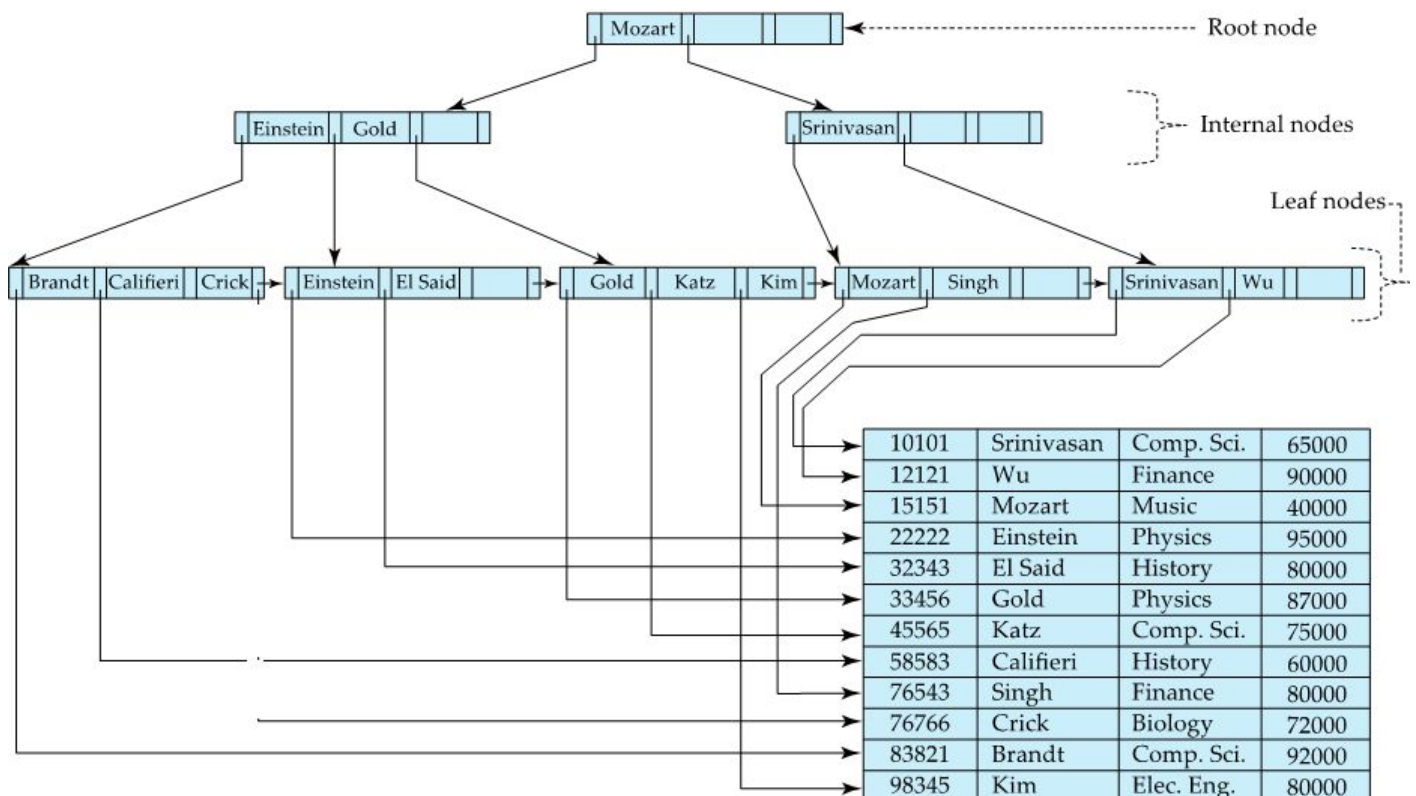 Mozart
Root node
Einstein Gold
Srinivasan
Internal nodes
Leaf nodes
Brandt Califieri Crick
Einstein El Said
Gold Katz Kim
Mozart Singh
Srinivasan Wu
10101 Srinivasan Comp. Sci. 65000
12121 Wu Finance 90000
15151 Mozart Music 40000
22222 Einstein Physics 95000
32343 El Said History 80000
33456 Gold Physics 87000
45565 Katz Comp. Sci. 75000
58583 Califieri History 60000
76543 Singh Finance 80000
76766 Crick Biology 72000
83821 Brandt Comp. Sci. 92000
98345 Kim Elec. Eng. 80000